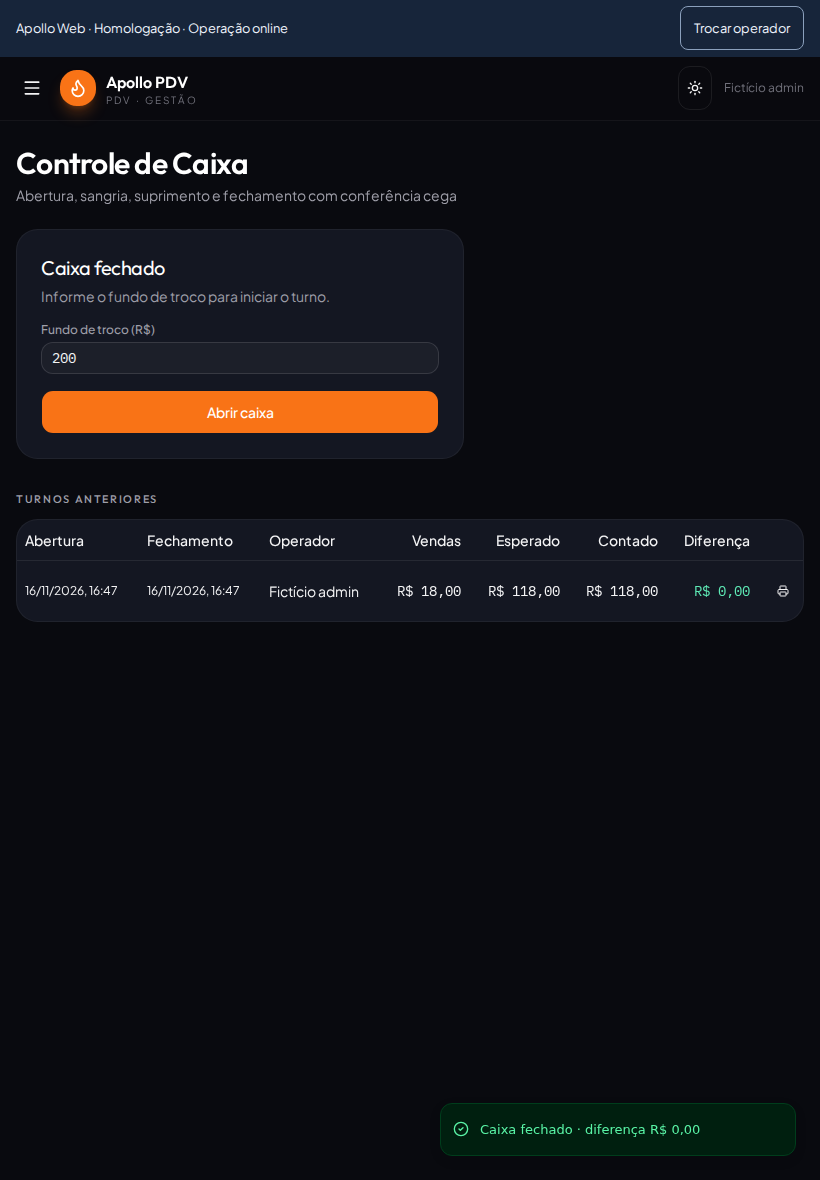 Apollo Web · Homologação · Operação online
Trocar operador
Apollo PDV
PDV · GESTÃO
Fictício admin
Controle de Caixa
Abertura, sangria, suprimento e fechamento com conferência cega
Caixa fechado
Informe o fundo de troco para iniciar o turno.
Fundo de troco (R$)
200
Abrir caixa
TURNOS ANTERIORES
Abertura Fechamento Operador Vendas Esperado Contado Diferença
16/11/2026, 16:47 16/11/2026, 16:47 Fictício admin R$ 18,00 R$ 118,00 R$ 118,00 R$ 0,00
Caixa fechado · diferença R$ 0,00